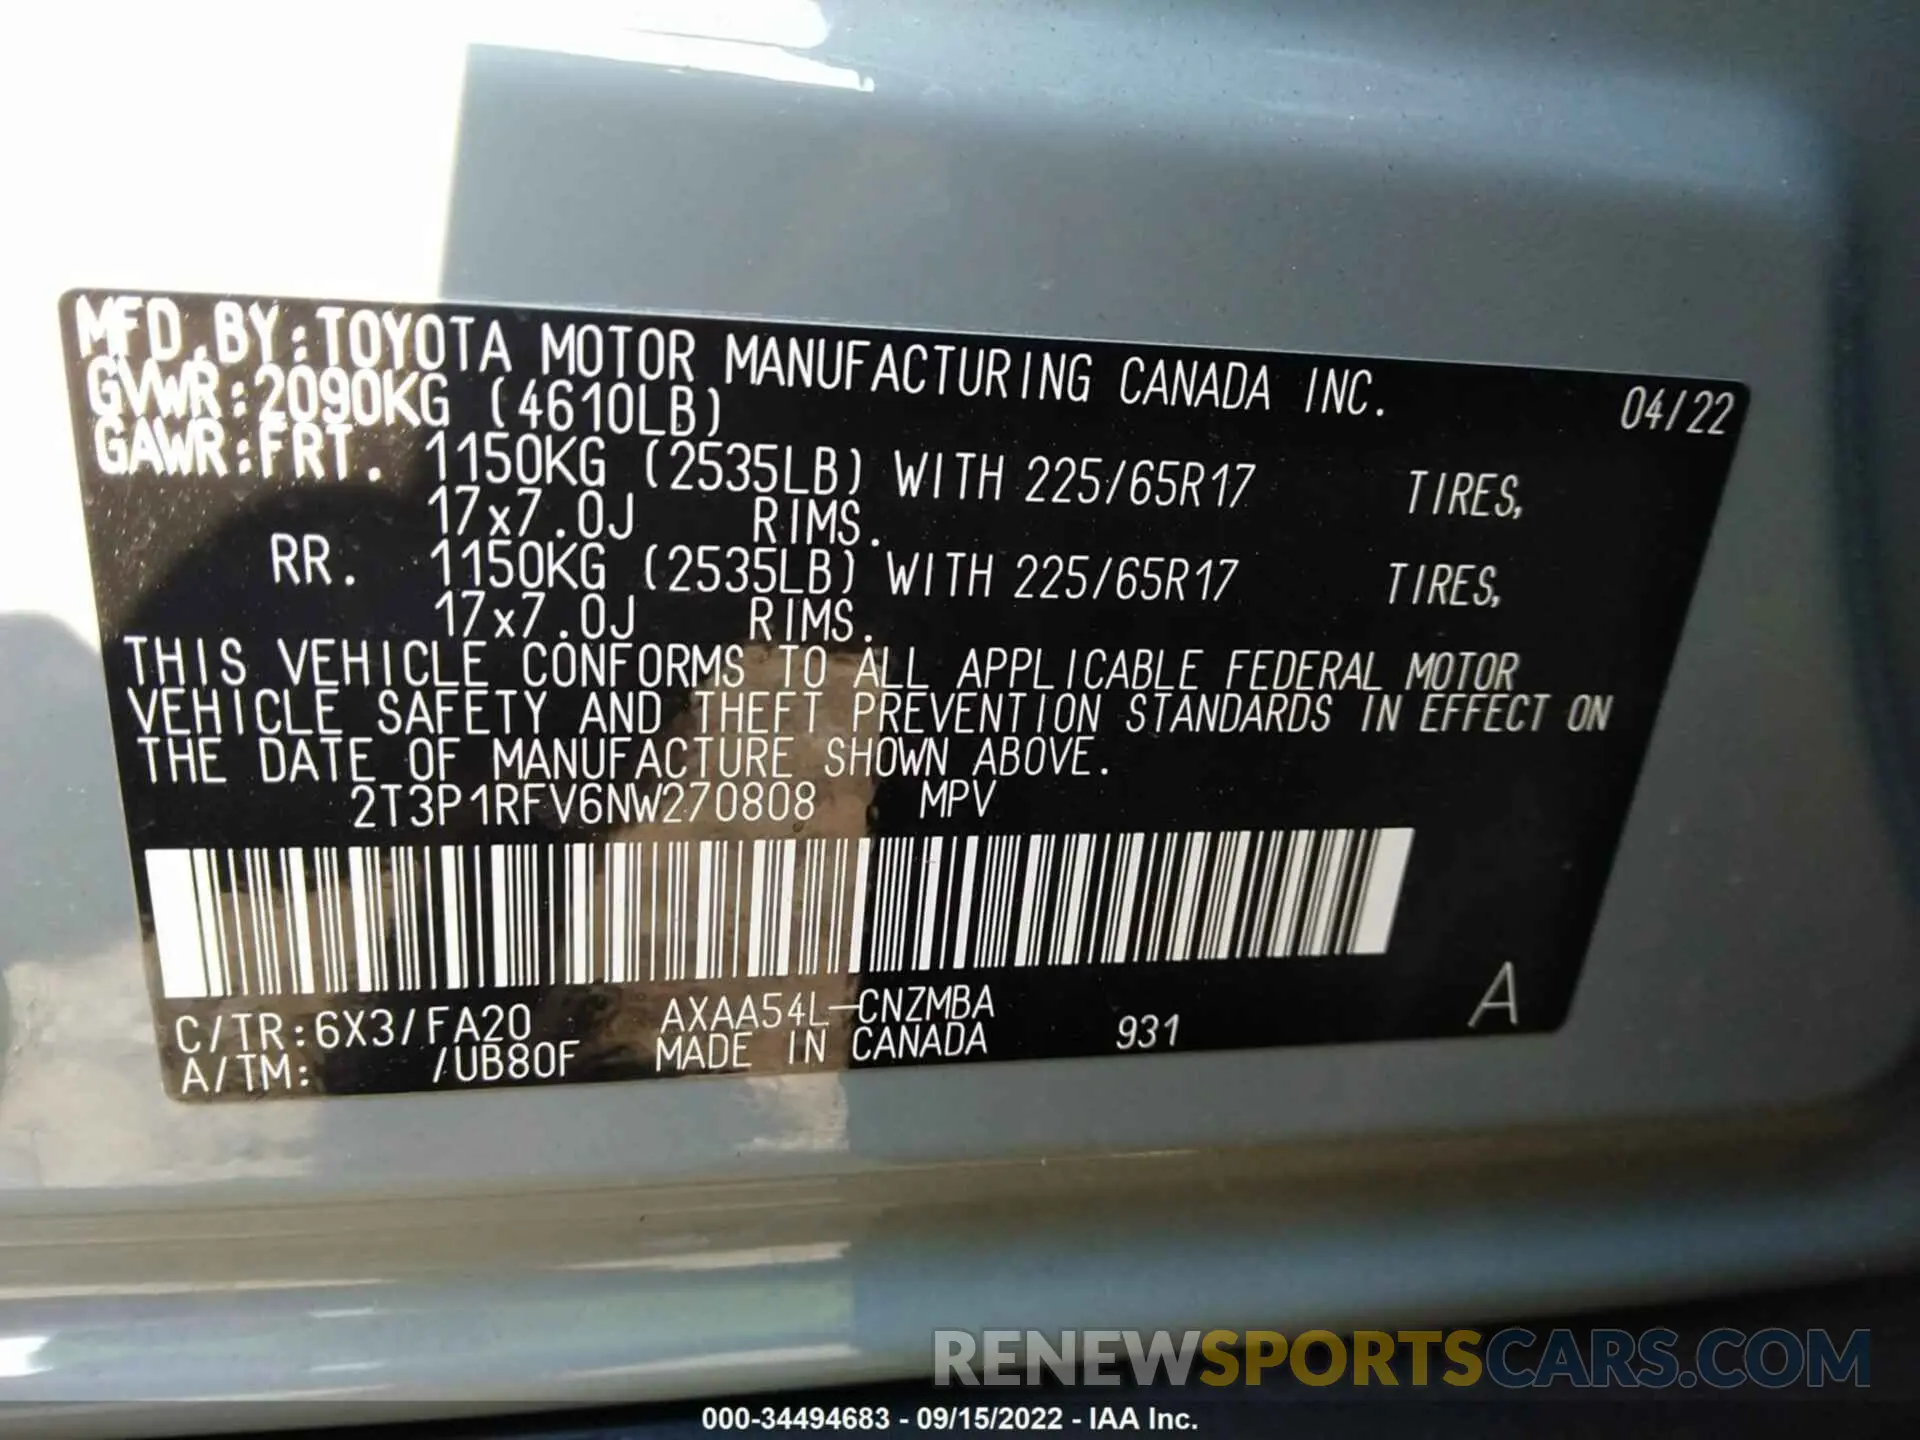 MFD.BY:TOYOTA MOTOR MANUFACTURING CANADA INC. 04/22
GVWR:2090KG (4610LB)
GAWR:FRT. 1150KG (2535LB) WITH 225/65R17 TIRES,
17x7.0J RIMS.
RR. 1150KG (2535LB) WITH 225/65R17 TIRES,
17x7.0J RIMS.
THIS VEHICLE CONFORMS TO ALL APPLICABLE FEDERAL MOTOR
VEHICLE SAFETY AND THEFT PREVENTION STANDARDS IN EFFECT ON
THE DATE OF MANUFACTURE SHOWN ABOVE.
2T3P1RFV6NW270808 MPV
C/TR:6X3/FA20 AXAA54L-CNZMBA A
A/TM: /UB80F MADE IN CANADA 931
RENEWSPORTSCARS.COM
000-34494683 - 09/15/2022 - IAA Inc.